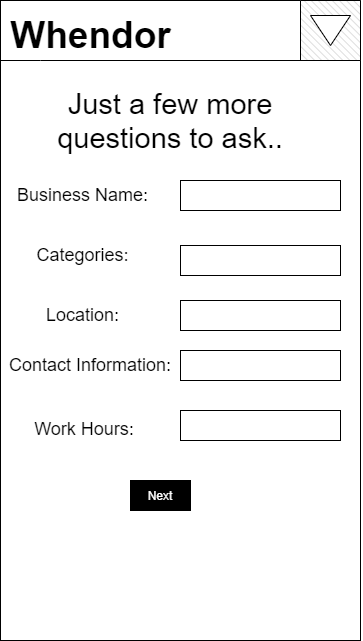 Whendor
Just a few more
questions to ask..
Business Name:
Categories:
Location:
Contact Information:
Work Hours:
Next